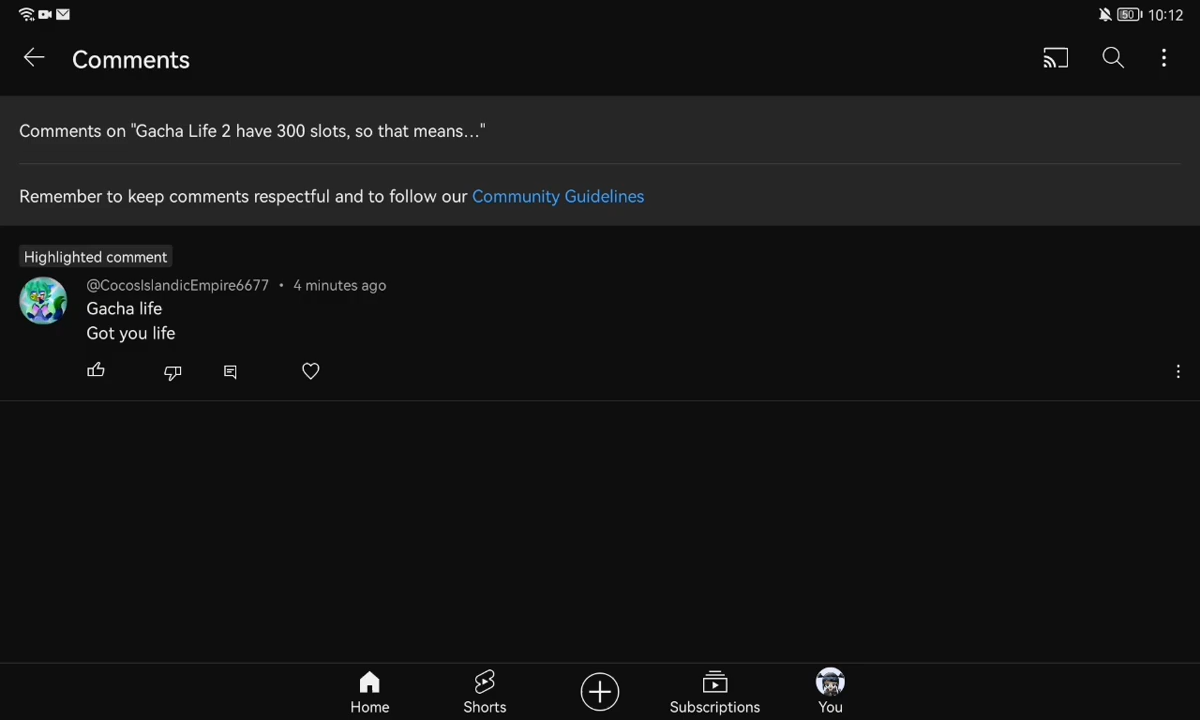 50 10:12
Comments
Comments on "Gacha Life 2 have 300 slots, so that means..."
Remember to keep comments respectful and to follow our Community Guidelines
Highlighted comment
@CocosIslandicEmpire6677 • 4 minutes ago
Gacha life
Got you life
Home Shorts Subscriptions You